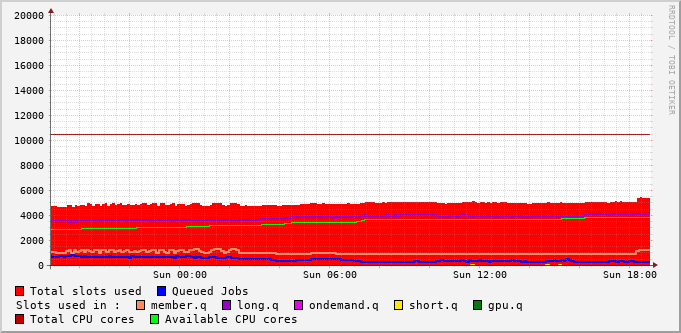 RRDTOOL / TOBI OETIKER
20000
18000
16000
14000
12000
10000
8000
6000
4000
2000
0
Sun 00:00 Sun 06:00 Sun 12:00 Sun 18:00
Total slots used Queued Jobs
Slots used in : member.q long.q ondemand.q short.q gpu.q
Total CPU cores Available CPU cores